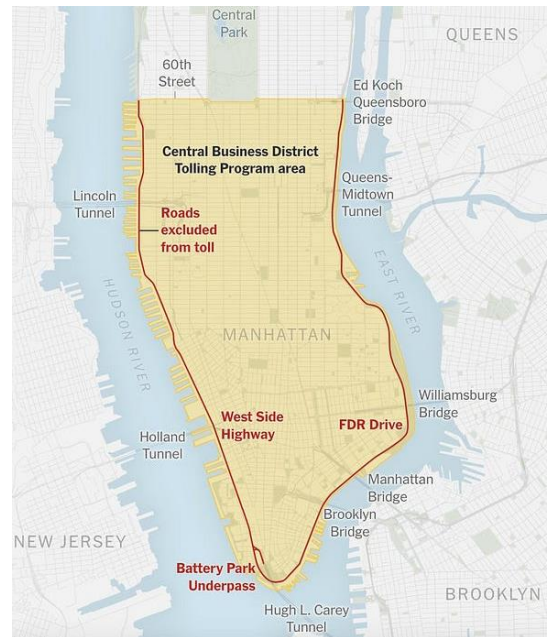 Central
Park
QUEENS
60th
Street
Ed Koch
Queensboro
Bridge
Central Business District
Tolling Program area
Queens-
Midtown
Tunnel
Lincoln
Tunnel
Roads
excluded
from toll
EAST RIVER
HUDSON RIVER
MANHATTAN
Williamsburg
Bridge
West Side
Highway
FDR Drive
Holland
Tunnel
Manhattan
Bridge
Brooklyn
Bridge
NEW JERSEY
Battery Park
Underpass
BROOKLYN
Hugh L. Carey
Tunnel